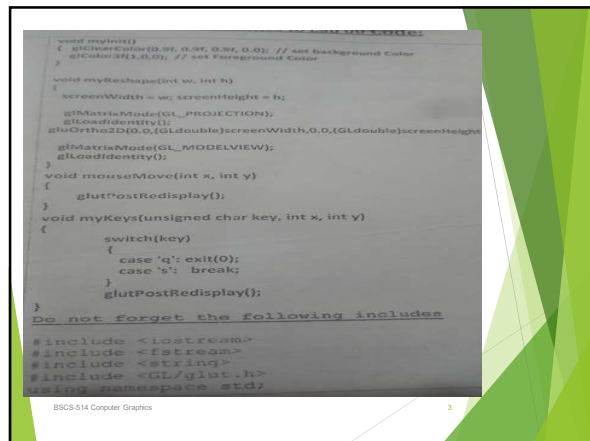 Code:
void myInit()
{ glClearColor(0.9f, 0.9f, 0.9f, 0.0); // set background Color
glColor3f(1,0,0); // set Foreground Color
}
void myReshape(int w, int h)
{
screenWidth = w; screenHeight = h;
glMatrixMode(GL_PROJECTION);
glLoadIdentity();
gluOrtho2D(0.0,(GLdouble)screenWidth,0.0,(GLdouble)screenHeight
glMatrixMode(GL_MODELVIEW);
glLoadIdentity();
}
void mouseMove(int x, int y)
{
glutPostRedisplay();
}
void myKeys(unsigned char key, int x, int y)
{
switch(key)
{
case 'q': exit(0);
case 's': break;
}
glutPostRedisplay();
}
Do not forget the following includes
#include <iostream>
#include <fstream>
#include <string>
#include <GL/glut.h>
using namespace std;
BSCS-514 Conputer Graphics
3